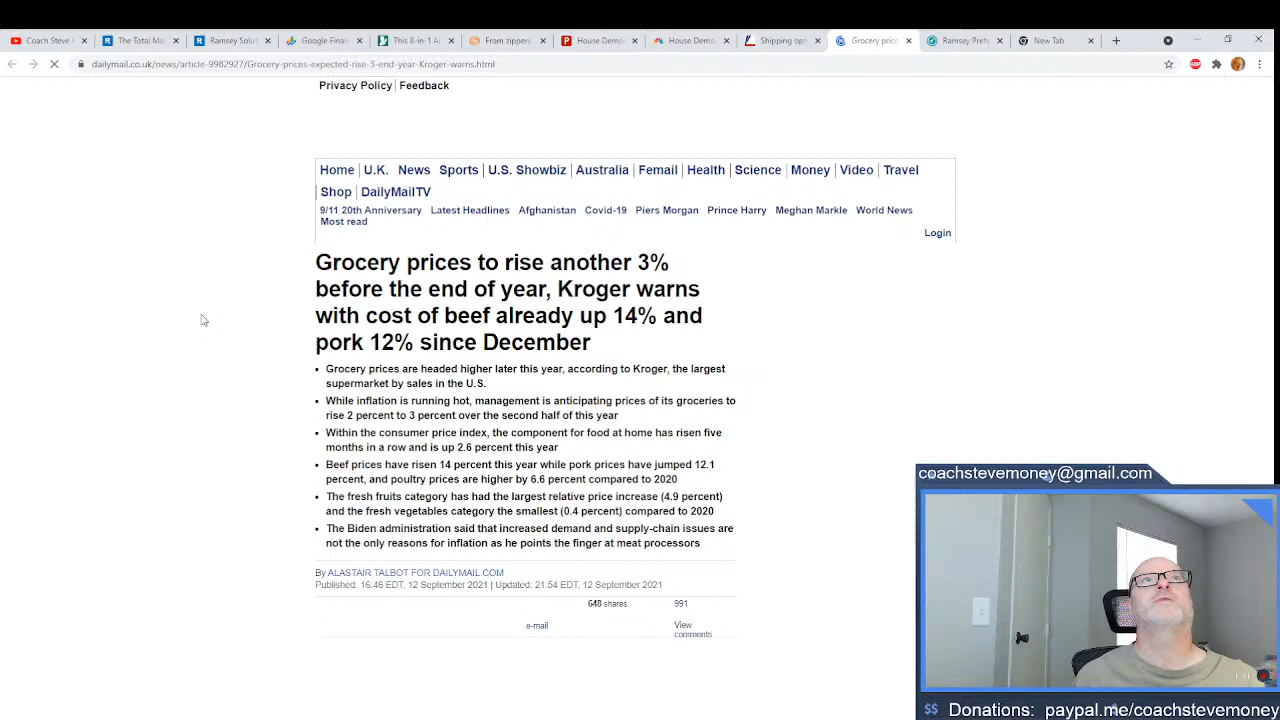 Coach Steve
The Total Mo
Ramsey Solut
Google Finan
This 8-in-1 A
From zipperc
House Demo
House Demo
Shipping opt
Grocery price
Ramsey Prefe
New Tab
dailymail.co.uk/news/article-9982927/Grocery-prices-expected-rise-3-end-year-Kroger-warns.html
Privacy Policy Feedback
Home U.K. News Sports U.S. Showbiz Australia Femail Health Science Money Video Travel
Shop DailyMailTV
9/11 20th Anniversary Latest Headlines Afghanistan Covid-19 Piers Morgan Prince Harry Meghan Markle World News
Most read
Login
Grocery prices to rise another 3%
before the end of year, Kroger warns
with cost of beef already up 14% and
pork 12% since December
• Grocery prices are headed higher later this year, according to Kroger, the largest
supermarket by sales in the U.S.
• While inflation is running hot, management is anticipating prices of its groceries to
rise 2 percent to 3 percent over the second half of this year
• Within the consumer price index, the component for food at home has risen five
months in a row and is up 2.6 percent this year
• Beef prices have risen 14 percent this year while pork prices have jumped 12.1
percent, and poultry prices are higher by 6.6 percent compared to 2020
• The fresh fruits category has had the largest relative price increase (4.9 percent)
and the fresh vegetables category the smallest (0.4 percent) compared to 2020
• The Biden administration said that increased demand and supply-chain issues are
not the only reasons for inflation as he points the finger at meat processors
By ALASTAIR TALBOT FOR DAILYMAIL.COM
Published: 16:46 EDT, 12 September 2021 | Updated: 21:54 EDT, 12 September 2021
648 shares
991
e-mail
View
comments
coachstevemoney@gmail.com
$$ Donations: paypal.me/coachstevemoney